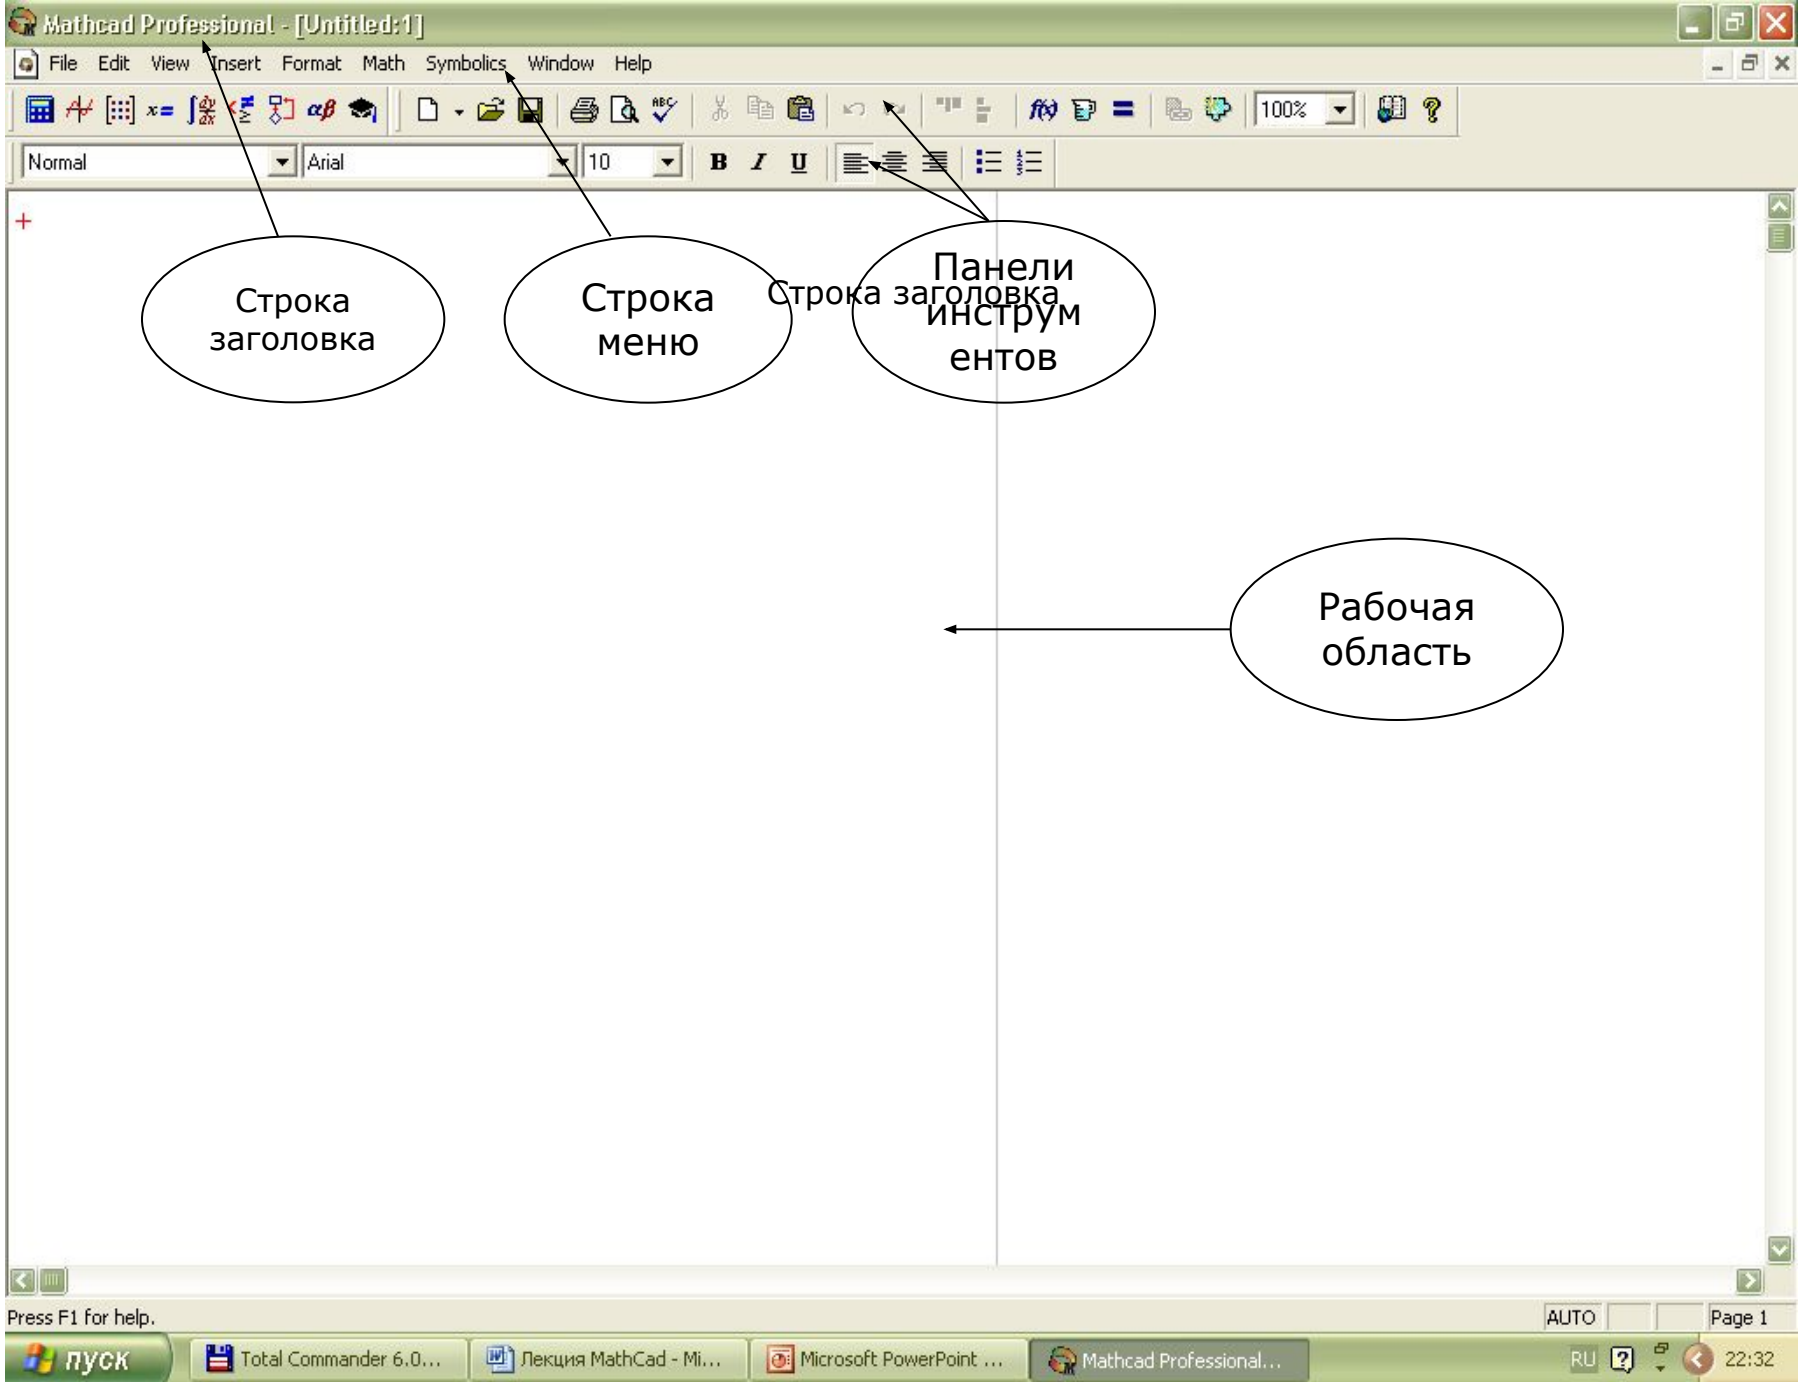 Mathcad Professional - [Untitled:1]
File Edit View Insert Format Math Symbolics Window Help
x= αβ ABC f(x) = 100% ?
Normal Arial 10 B I U
Строка
заголовка
Строка
меню
Строка заголовка
Панели
инструм
ентов
Рабочая
область
Press F1 for help. AUTO Page 1
пуск Total Commander 6.0... Лекция MathCad - Mi... Microsoft PowerPoint ... Mathcad Professional... RU ? 22:32